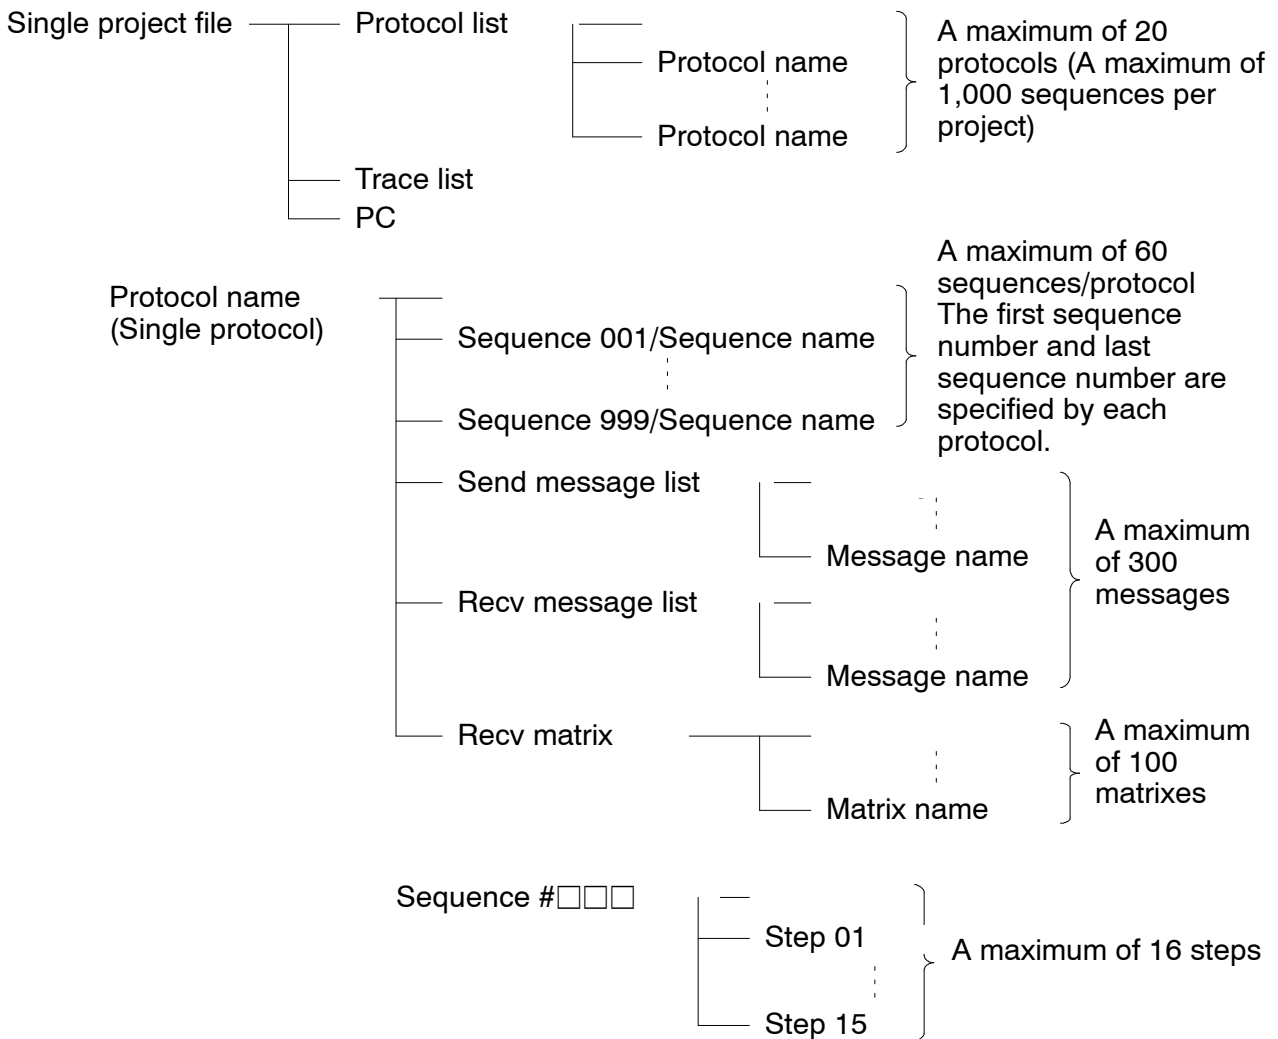 Single project file
Protocol list
Protocol name
Protocol name
A maximum of 20
protocols (A maximum of
1,000 sequences per
project)
Trace list
PC
Protocol name
(Single protocol)
Sequence 001/Sequence name
Sequence 999/Sequence name
A maximum of 60
sequences/protocol
The first sequence
number and last
sequence number are
specified by each
protocol.
Send message list
Message name
Recv message list
Message name
A maximum
of 300
messages
Recv matrix
Matrix name
A maximum
of 100
matrixes
Sequence #□□□
Step 01
Step 15
A maximum of 16 steps